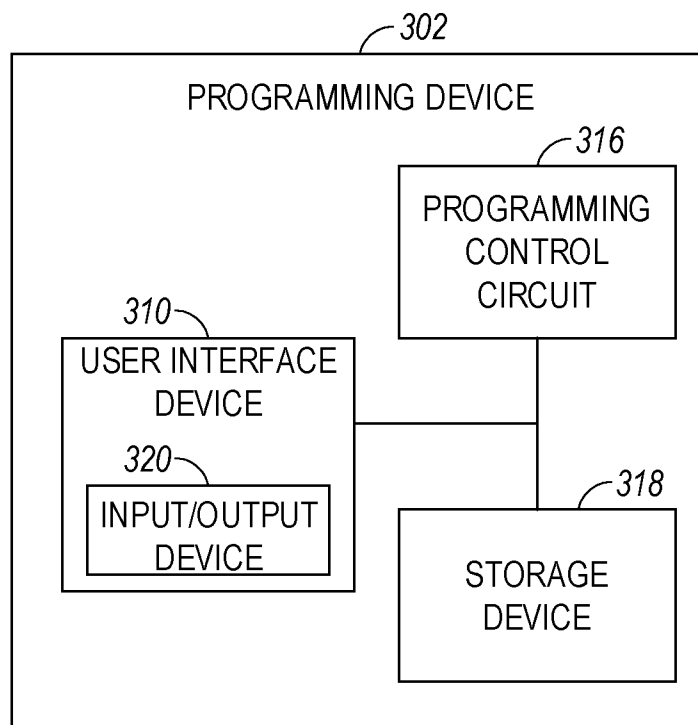 302
PROGRAMMING DEVICE
316
PROGRAMMING
CONTROL
CIRCUIT
310
USER INTERFACE
DEVICE
320
INPUT/OUTPUT
DEVICE
318
STORAGE
DEVICE